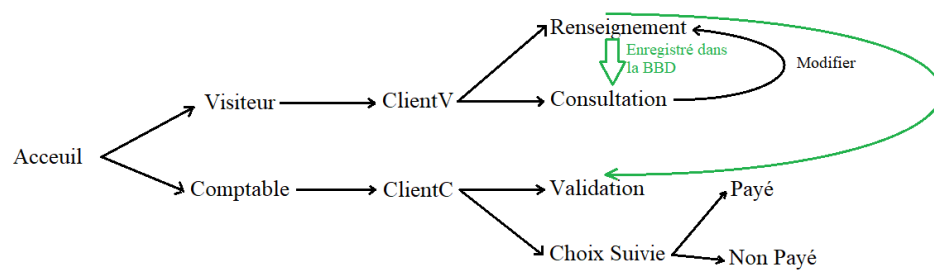 Renseignement
Enregistré dans
la BBD
Modifier
Visiteur
ClientV
Consultation
Acceuil
Comptable
ClientC
Validation
Payé
Choix Suivie
Non Payé